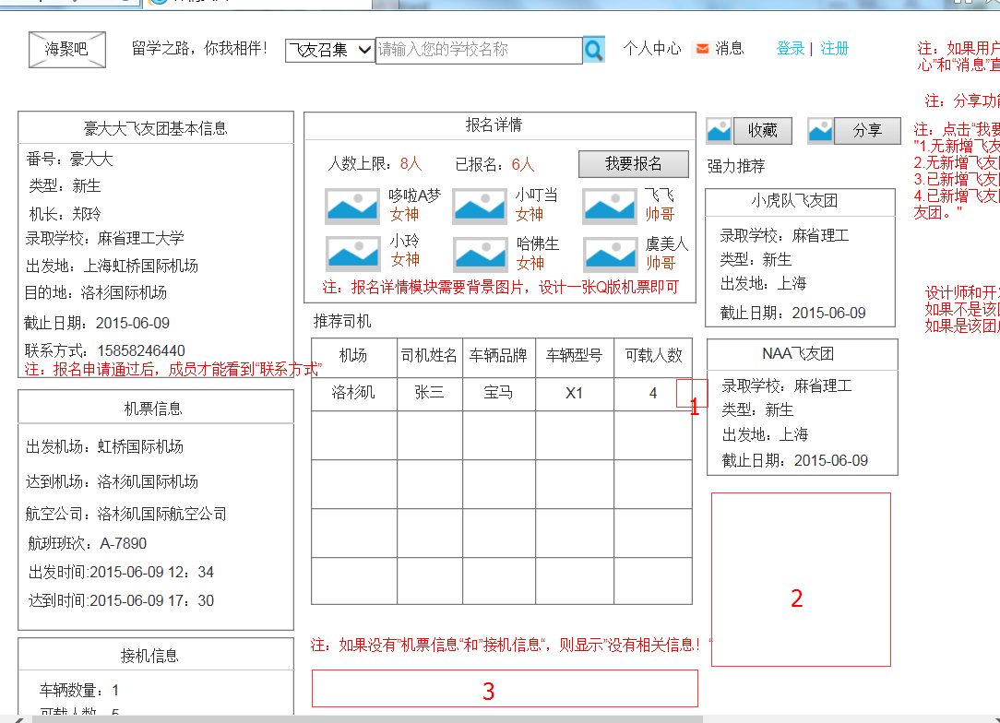 海聚吧
留学之路，你我相伴！
飞友召集
请输入您的学校名称
个人中心
消息
登录 | 注册
注：如果用户
心"和“消息”直
注：分享功能
豪大大飞友团基本信息
番号：豪大大
类型：新生
机长：郑玲
录取学校：麻省理工大学
出发地：上海虹桥国际机场
目的地：洛杉国际机场
截止日期：2015-06-09
联系方式：15858246440
注：报名申请通过后，成员才能看到“联系方式”
报名详情
人数上限：8人
已报名：6人
我要报名
哆啦A梦
女神
小叮当
女神
飞飞
帅哥
小玲
女神
哈佛生
女神
虞美人
帅哥
注：报名详情模块需要背景图片，设计一张Q版机票即可
收藏
分享
强力推荐
小虎队飞友团
录取学校：麻省理工
类型：新生
出发地：上海
截止日期：2015-06-09
NAA飞友团
录取学校：麻省理工
类型：新生
出发地：上海
截止日期：2015-06-09
注：点击“我要
"1.无新增飞友
2.无新增飞友团
3.已新增飞友团
4.已新增飞友团
友团。"
设计师和开发
如果不是该团
如果是该团成
推荐司机
机场 司机姓名 车辆品牌 车辆型号 可载人数
洛杉矶 张三 宝马 X1 4
1
机票信息
出发机场：虹桥国际机场
达到机场：洛杉矶国际机场
航空公司：洛杉矶国际航空公司
航班班次：A-7890
出发时间:2015-06-09 12：34
达到时间:2015-06-09 17：30
2
注：如果没有”机票信息“和”接机信息“，则显示”没有相关信息！“
3
接机信息
车辆数量：1
可载人数：5